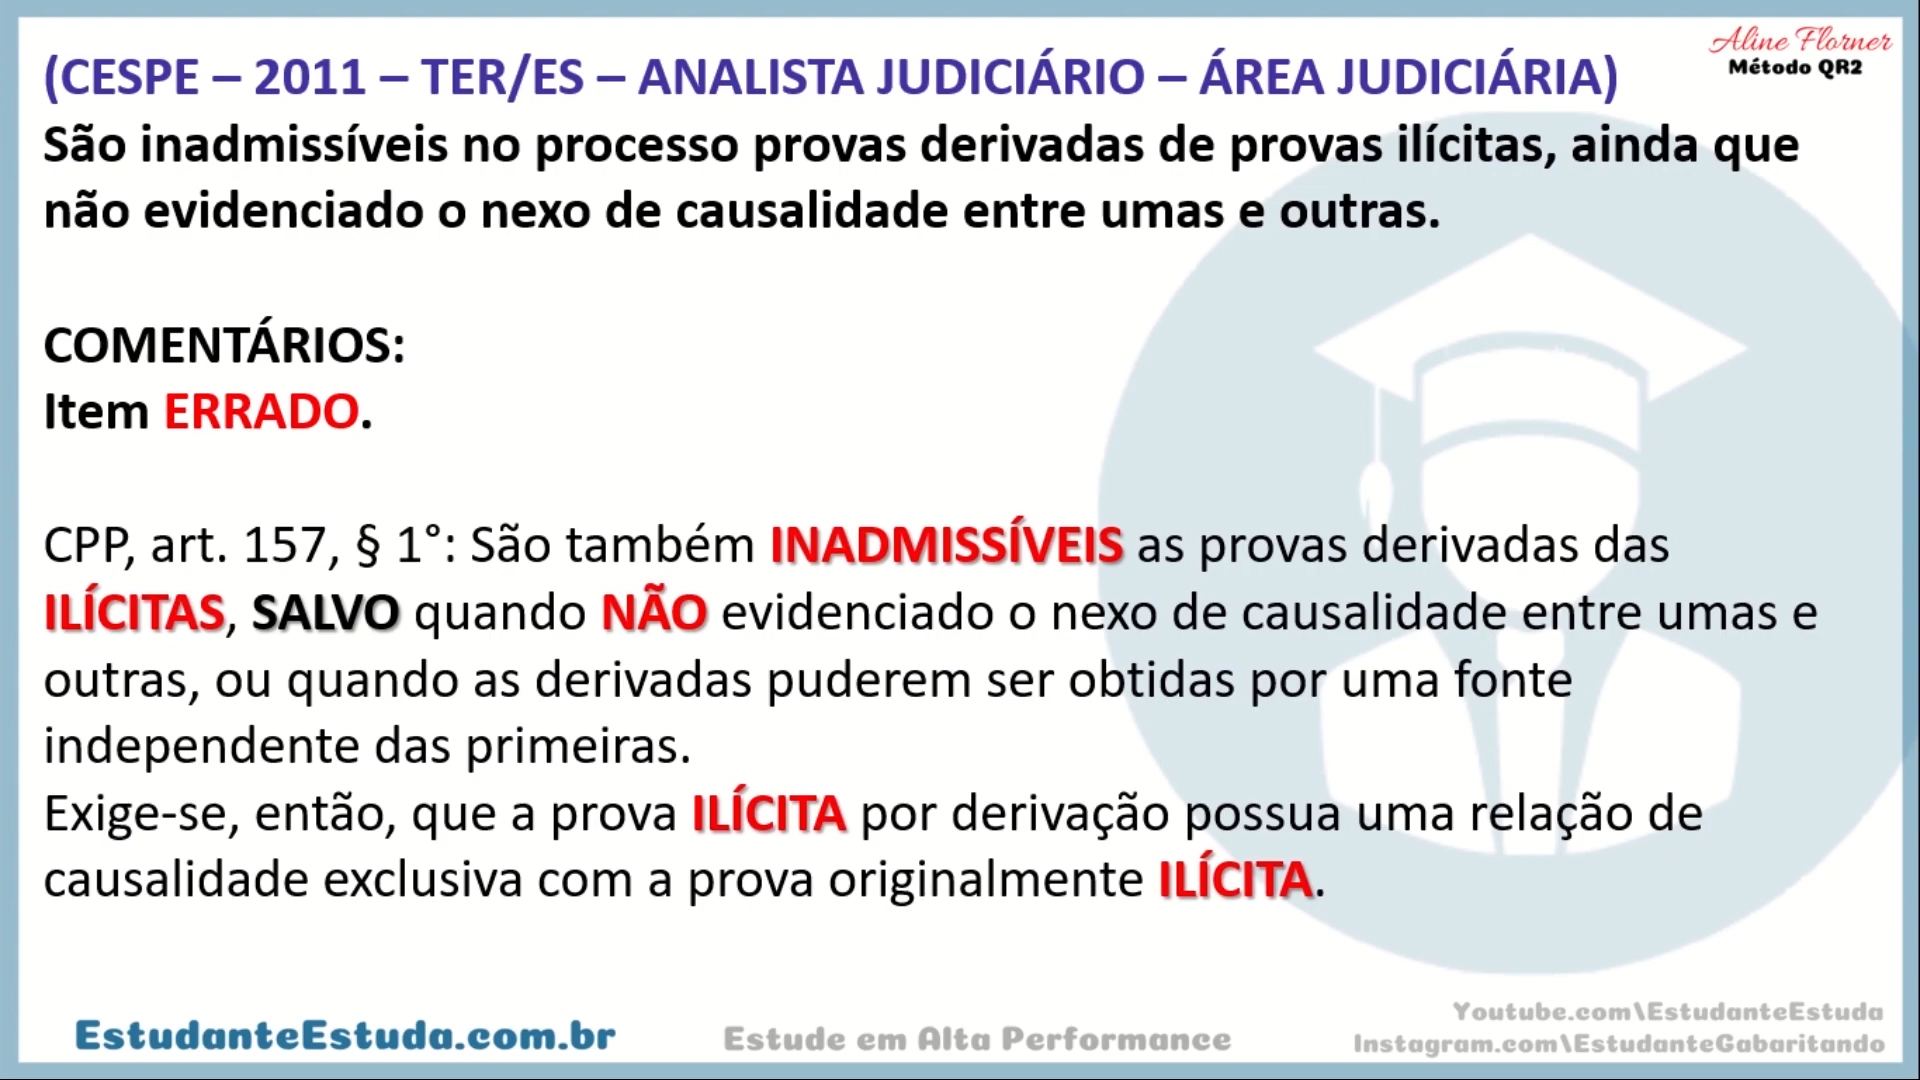 Aline Florner
Método QR2
(CESPE – 2011 – TER/ES – ANALISTA JUDICIÁRIO – ÁREA JUDICIÁRIA)
São inadmissíveis no processo provas derivadas de provas ilícitas, ainda que
não evidenciado o nexo de causalidade entre umas e outras.
COMENTÁRIOS:
Item ERRADO.
CPP, art. 157, § 1°: São também INADMISSÍVEIS as provas derivadas das
ILÍCITAS, SALVO quando NÃO evidenciado o nexo de causalidade entre umas e
outras, ou quando as derivadas puderem ser obtidas por uma fonte
independente das primeiras.
Exige-se, então, que a prova ILÍCITA por derivação possua uma relação de
causalidade exclusiva com a prova originalmente ILÍCITA.
EstudanteEstuda.com.br
Estude em Alta Performance
Youtube.com\EstudanteEstuda
Instagram.com\EstudanteGabaritando